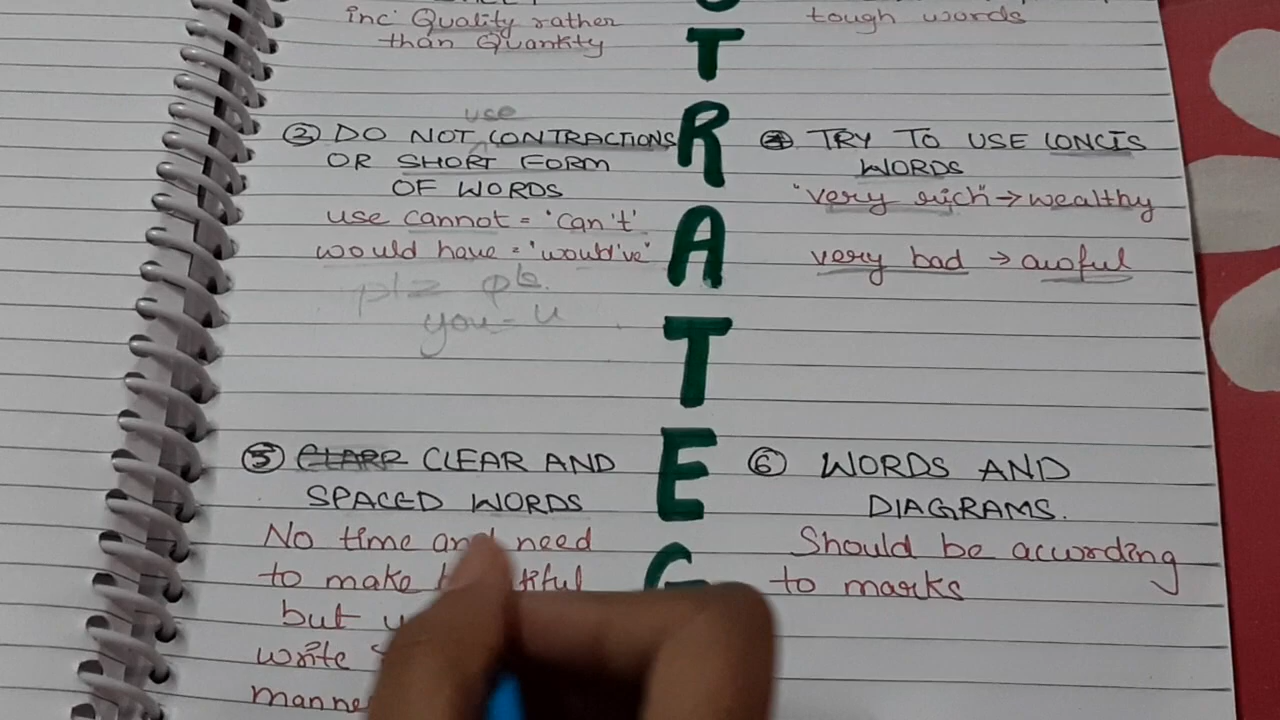 inc Quality rather
than Quantity
tough words
S
T
R
A
T
E
G
use
③ DO NOT CONTRACTIONS
OR SHORT FORM
OF WORDS
use cannot = 'can't'
would have = 'would've"
plz
you = u
④ TRY TO USE CONCIS
WORDS
"very rich" → wealthy
very bad → awful
⑤ CLEAR AND
SPACED WORDS
No time and need
to make
but
write
⑥ WORDS AND
DIAGRAMS.
Should be according
to marks